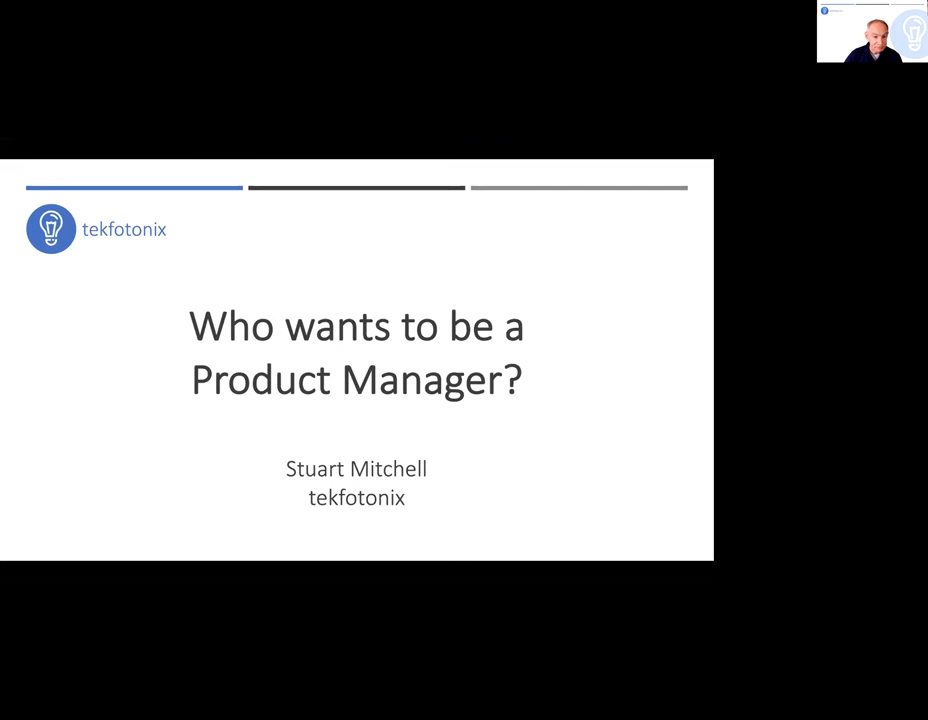 tekfotonix
Who wants to be a
Product Manager?
Stuart Mitchell
tekfotonix